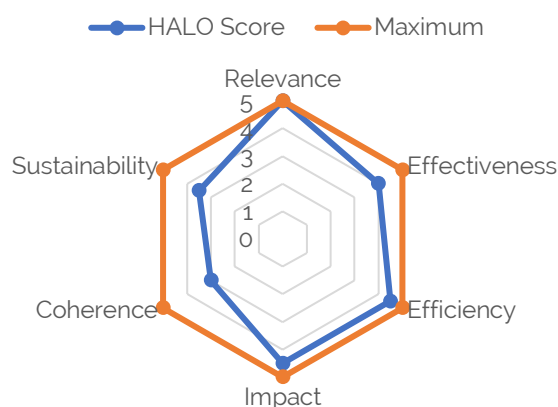 HALO Score Maximum
Relevance
5
4
3
2
1
0
Sustainability
Effectiveness
Coherence
Efficiency
Impact